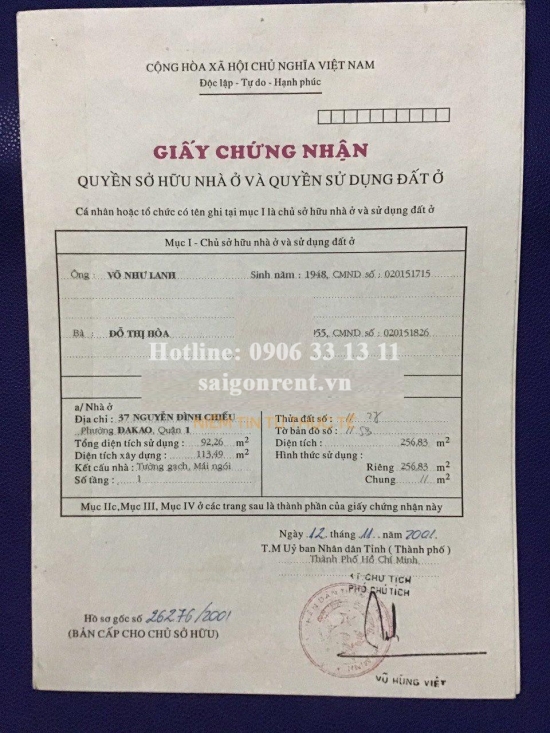 CỘNG HÒA XÃ HỘI CHỦ NGHĨA VIỆT NAM
Độc lập - Tự do - Hạnh phúc
GIẤY CHỨNG NHẬN
QUYỀN SỞ HỮU NHÀ Ở VÀ QUYỀN SỬ DỤNG ĐẤT Ở
Cá nhân hoặc tổ chức có tên ghi tại mục I là chủ sở hữu nhà ở và sử dụng đất ở
Mục I - Chủ sở hữu nhà ở và sử dụng đất ở
Ông : VÕ NHƯ LANH Sinh năm : 1948, CMND số : 020151715
Bà : ĐỖ THỊ HÒA 55, CMND số : 020151826
Hotline: 0906 33 13 11
saigonrent.vn
a/ Nhà ở
Địa chỉ : 37 NGUYỄN ĐÌNH CHIỂU Thửa đất số :
NIỀM TIN
Phường ĐAKAO, Quận 1 Tờ bản đồ số :
Tổng diện tích sử dụng : 92,26 m2 Diện tích : 256,83 m2
Diện tích xây dựng : 113,49 m2 Hình thức sử dụng :
Kết cấu nhà : Tường gạch, Mái ngói Riêng 256,83 m2
Số tầng : 1 Chung // m2
Mục IIc, Mục III, Mục IV ở các trang sau là thành phần của giấy chứng nhận này
Ngày 12 tháng 11 năm 2001.
T.M Uỷ ban Nhân dân Tỉnh ( Thành phố )
Thành Phố Hồ Chí Minh
KT CHỦ TỊCH
PHÓ CHỦ TỊCH
Hồ sơ gốc số 26276/2001
(BẢN CẤP CHO CHỦ SỞ HỮU)
VŨ HÙNG VIỆT